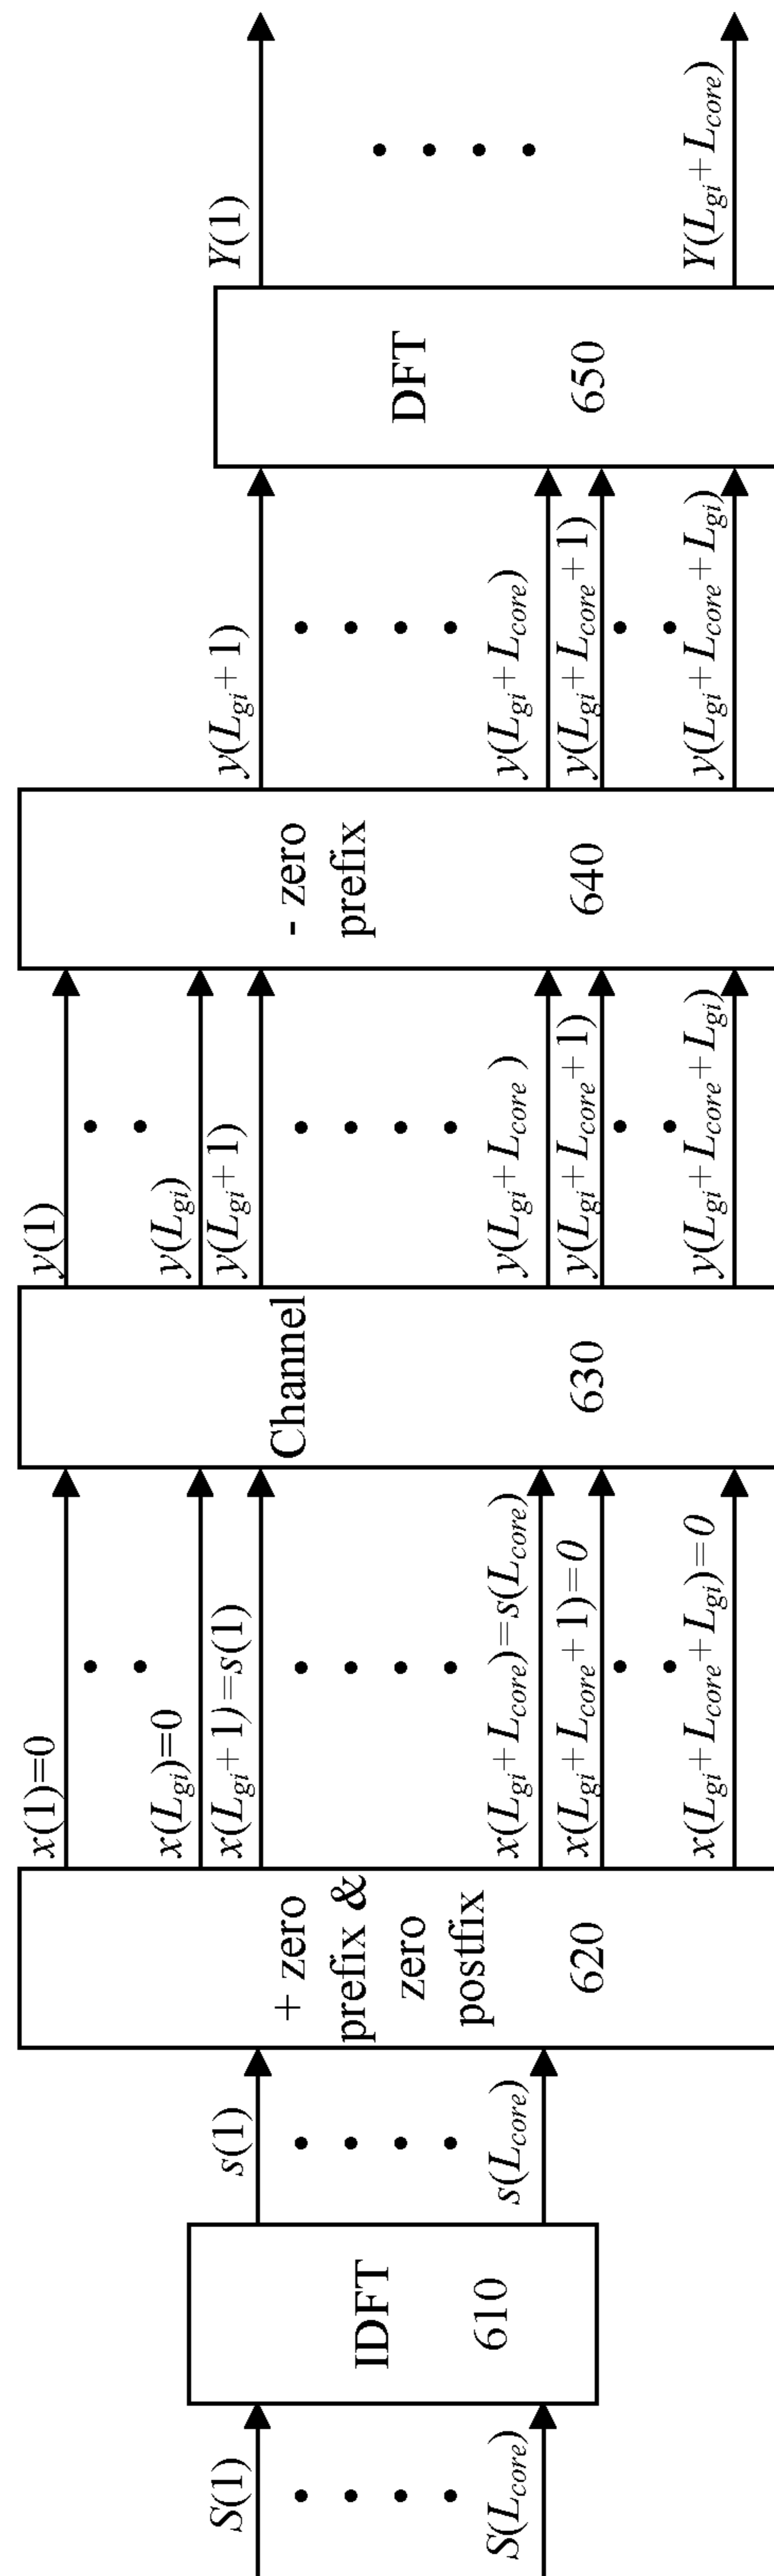 S(1)
S(L_core)
IDFT
610
s(1)
s(L_core)
+ zero
prefix &
zero
postfix
620
x(1)=0
x(L_gi)=0
x(L_gi+1)=s(1)
x(L_gi+L_core)=s(L_core)
x(L_gi+L_core+1)=0
x(L_gi+L_core+L_gi)=0
Channel
630
y(1)
y(L_gi)
y(L_gi+1)
y(L_gi+L_core)
y(L_gi+L_core+1)
y(L_gi+L_core+L_gi)
- zero
prefix
640
y(L_gi+1)
y(L_gi+L_core)
y(L_gi+L_core+1)
y(L_gi+L_core+L_gi)
DFT
650
Y(1)
Y(L_gi+L_core)